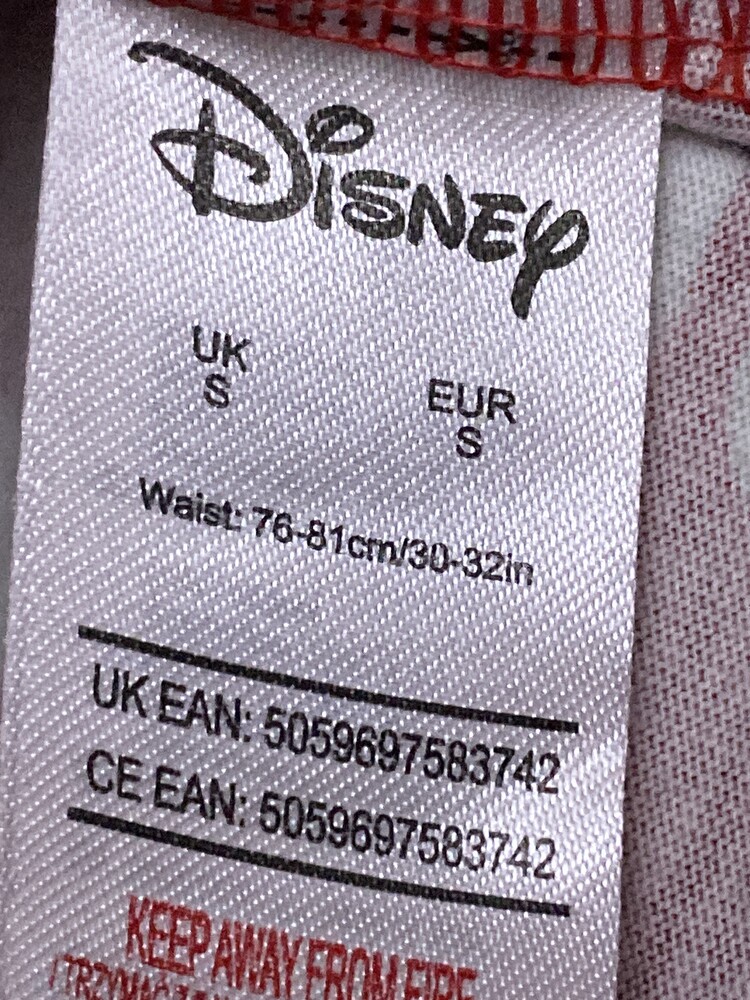 Disney
UK EUR
S S
Waist: 76-81cm/30-32in
UK EAN: 5059697583742
CE EAN: 5059697583742
KEEP AWAY FROM FIRE